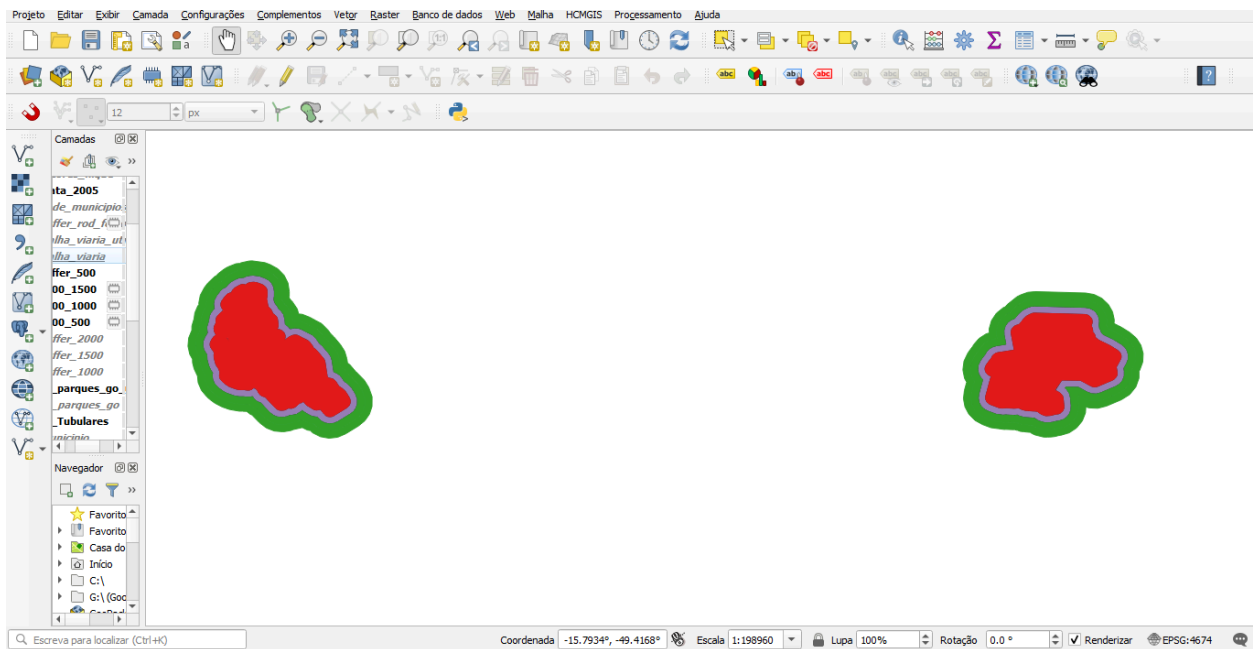 Projeto Editar Exibir Camada Configurações Complementos Vetor Raster Banco de dados Web Malha HCMGIS Processamento Ajuda
12 px
Camadas
ata_2005
de_municipio
ffer_rod_f
alha_viaria_ut
alha_viaria
ffer_500
00_1500
00_1000
00_500
ffer_2000
ffer_1500
ffer_1000
_parques_go_
_parques_go
_Tubulares
unicipio
Navegador
Favorito
Favorito
Casa do
Início
C:\
G:\ (Goo
Escreva para localizar (Ctrl+K) Coordenada -15.7934°, -49.4168° Escala 1:198960 Lupa 100% Rotação 0.0 ° Renderizar EPSG:4674